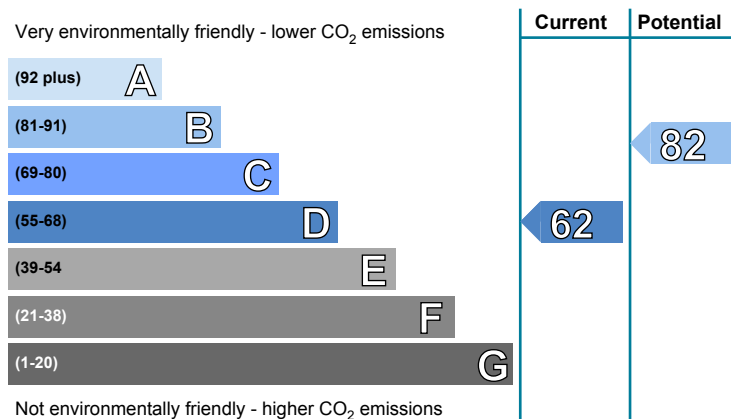 Very environmentally friendly - lower CO₂ emissions
Current
Potential
(92 plus) A
(81-91) B
82
(69-80) C
(55-68) D
62
(39-54 E
(21-38) F
(1-20) G
Not environmentally friendly - higher CO₂ emissions